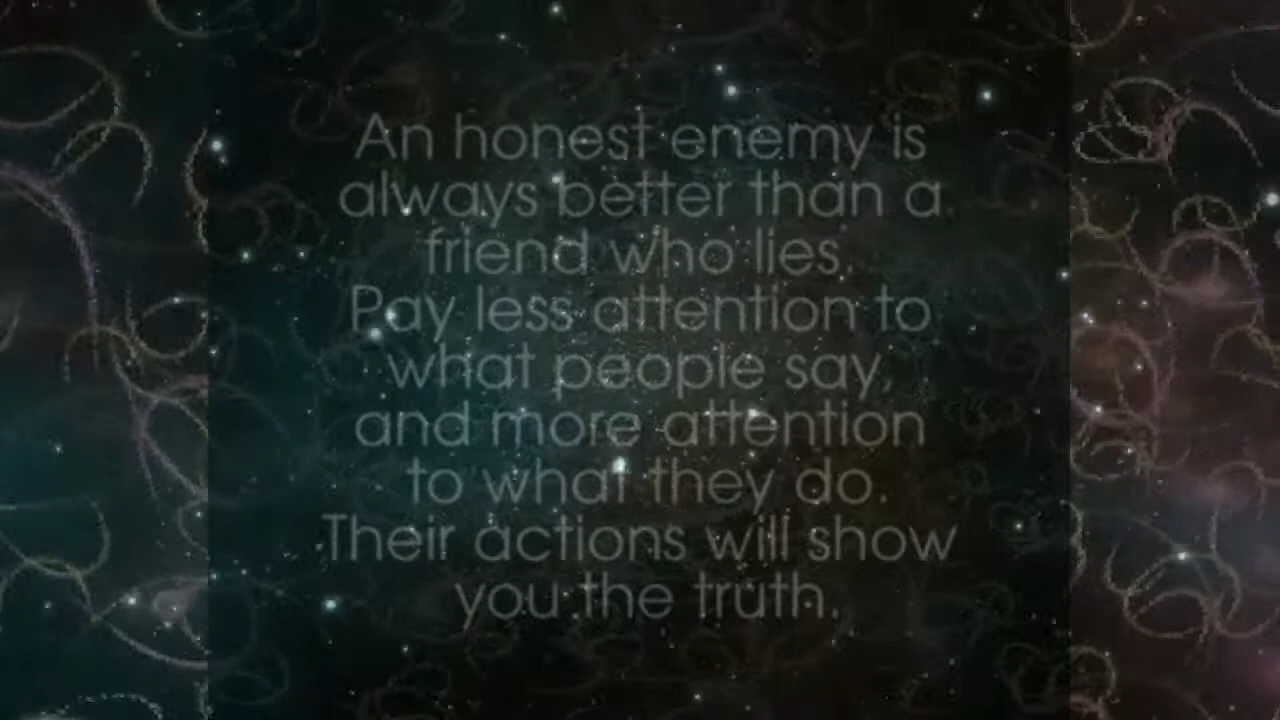 An honest enemy is
always better than a
friend who lies
Pay less attention to
what people say,
and more attention
to what they do.
Their actions will show
you the truth.